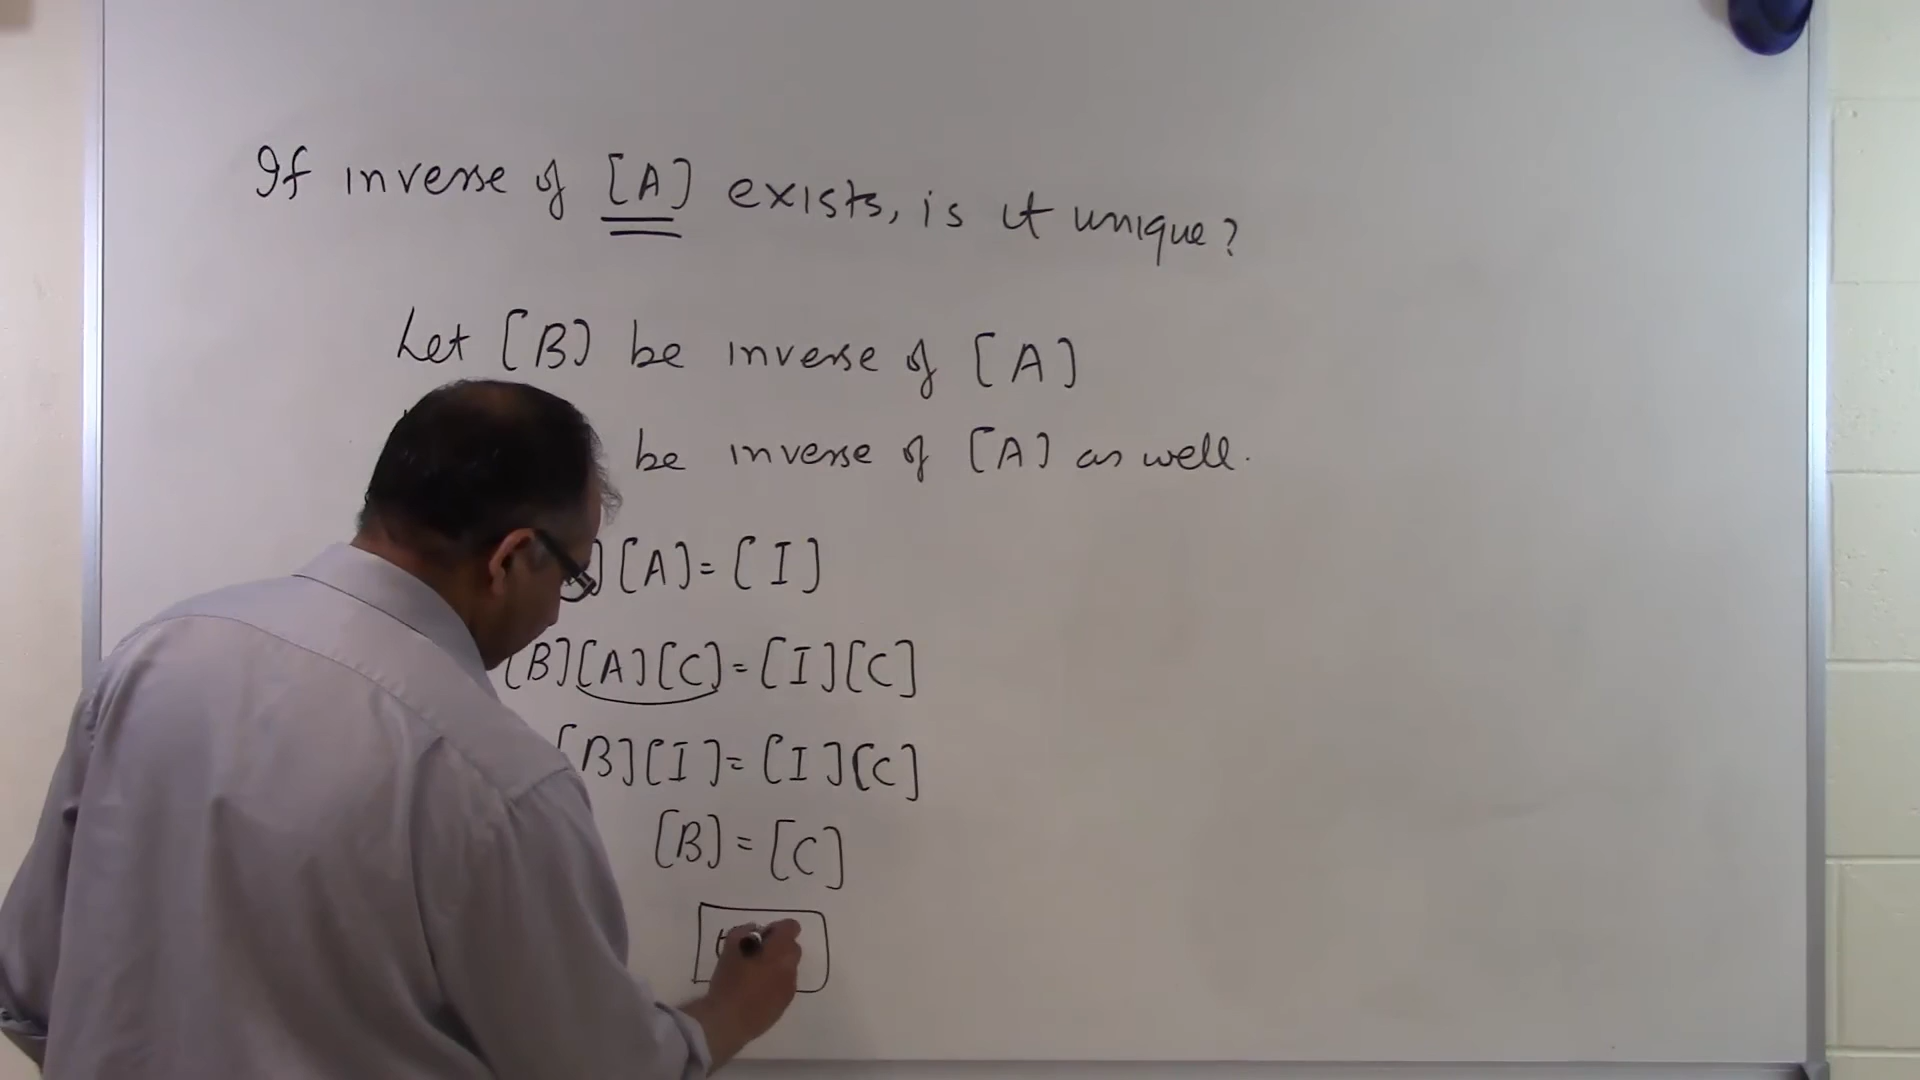 If inverse of [A] exists, is it unique?
Let [B] be inverse of [A]
be inverse of [A] as well.
][A]=[I]
[B][A][C]=[I][C]
[B][I]=[I][C]
[B]=[C]